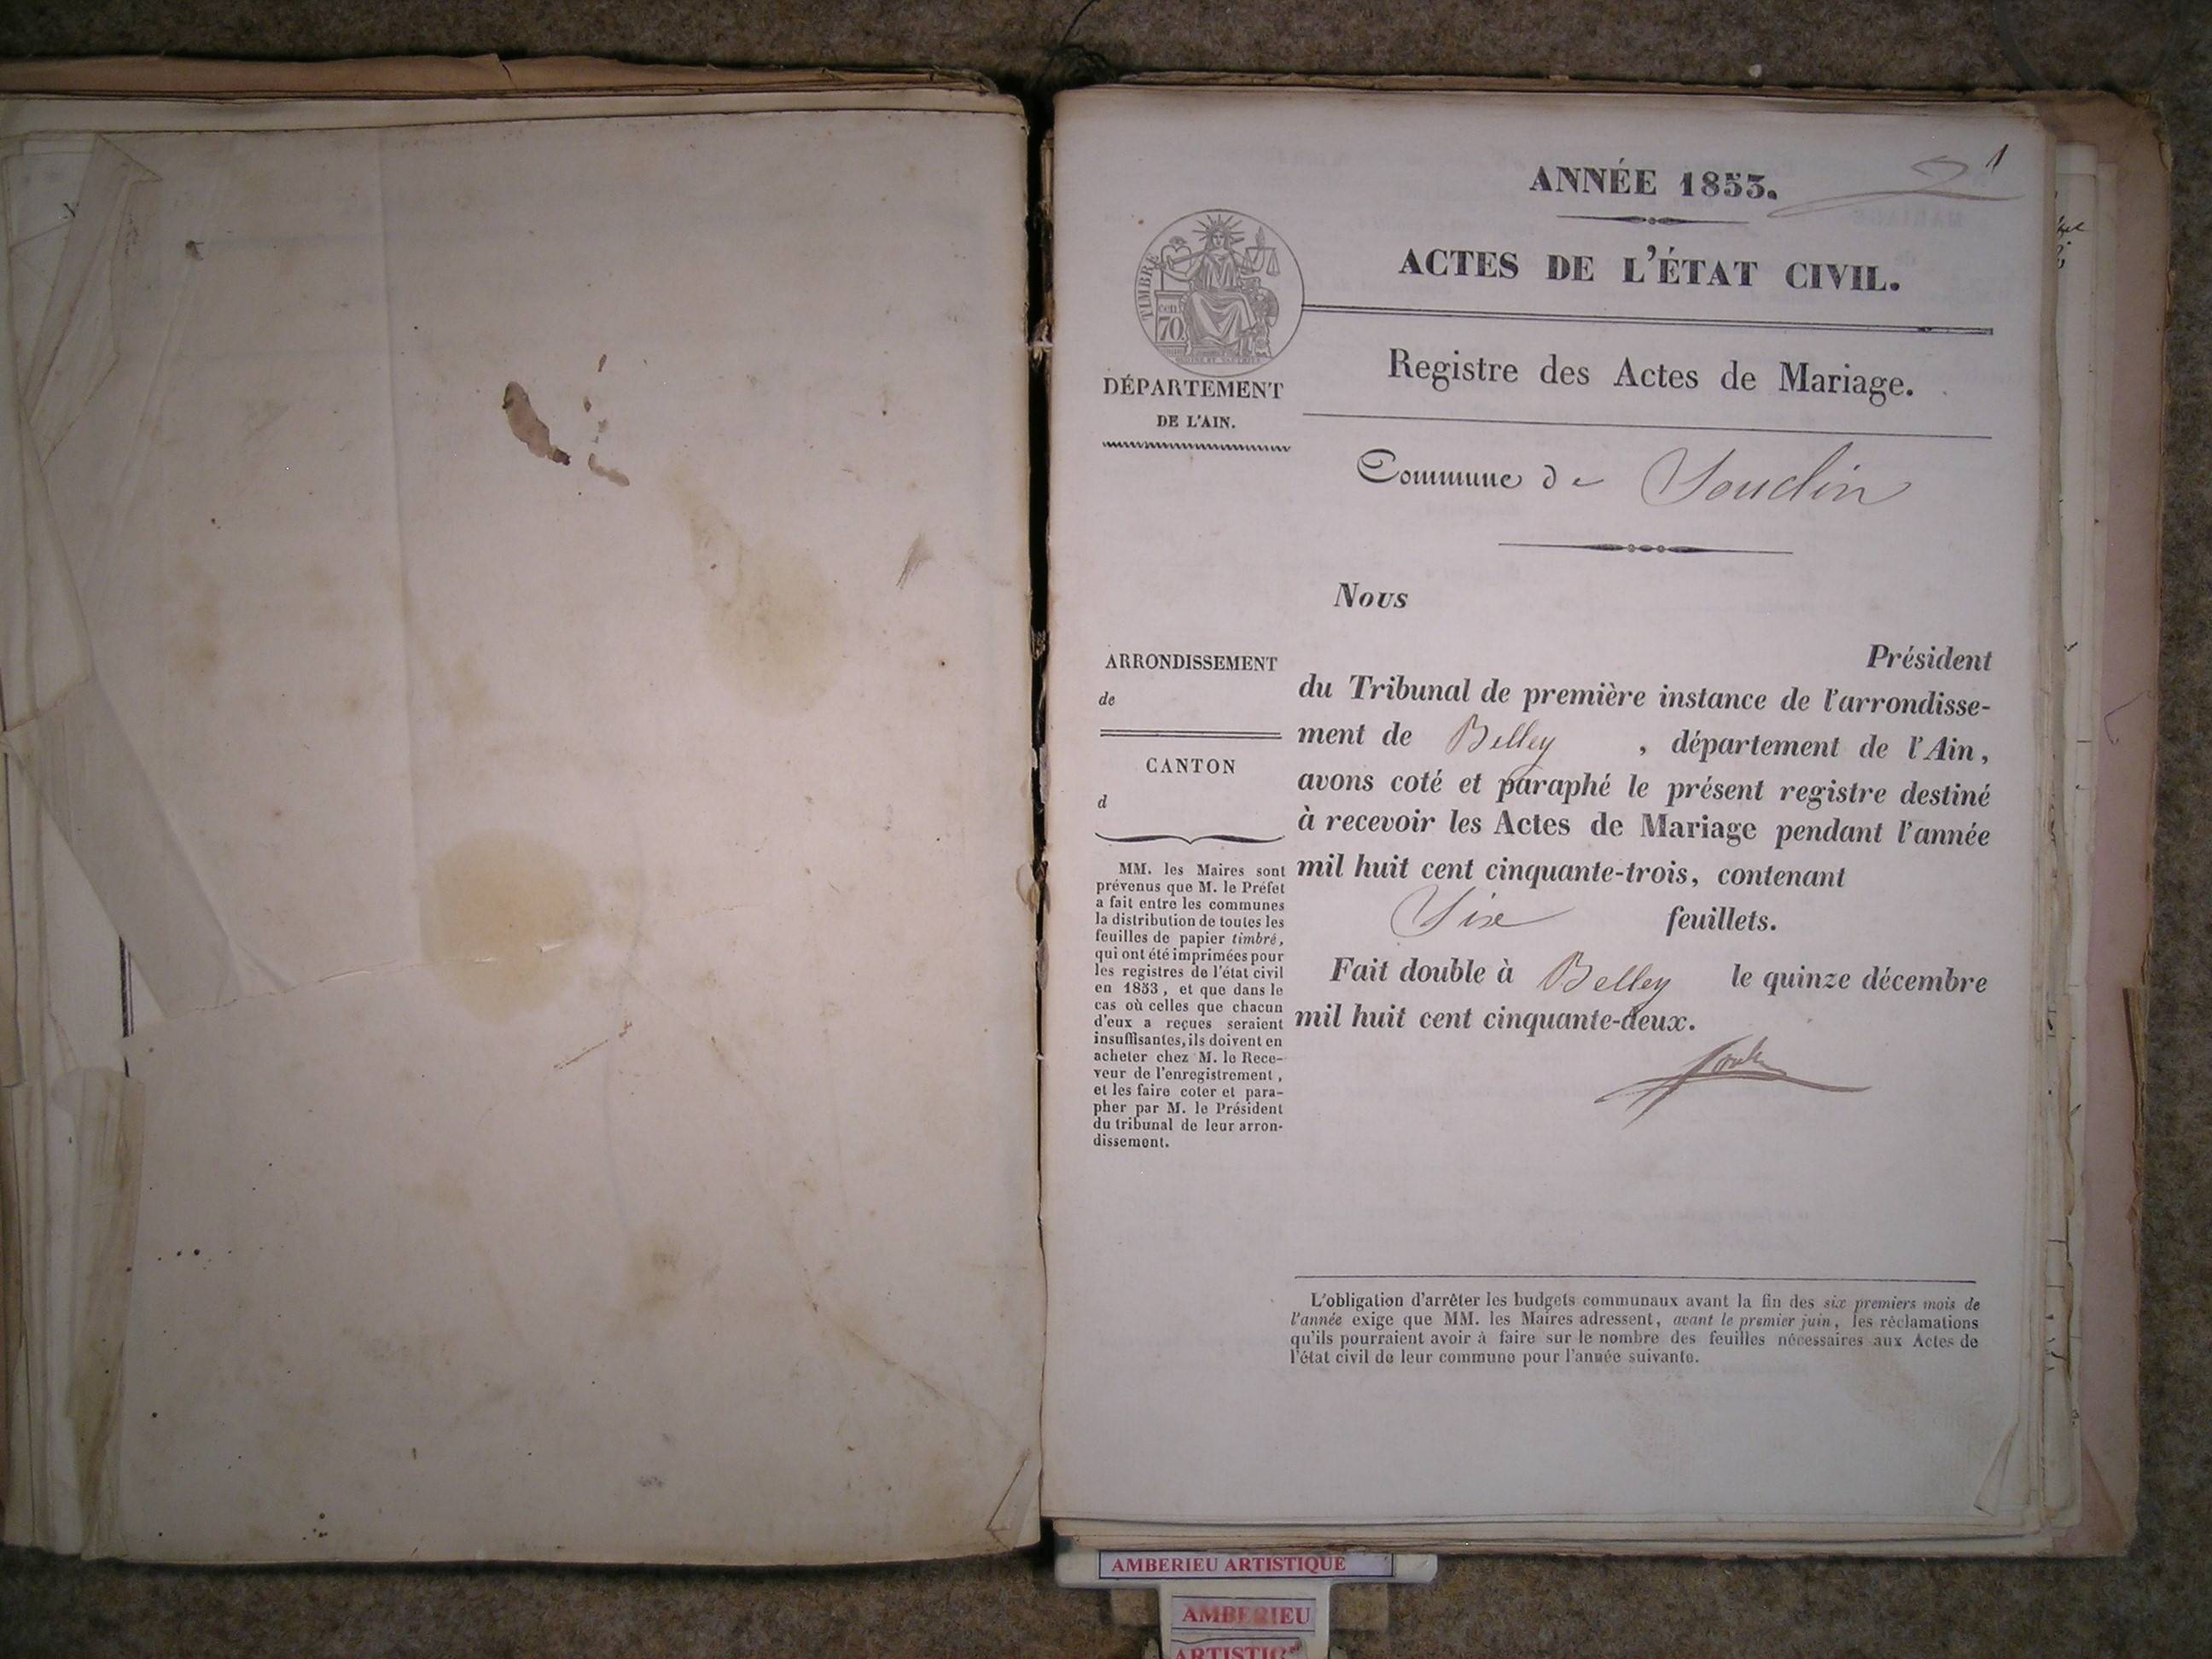 ANNÉE 1853.
1
ACTES DE L'ÉTAT CIVIL.
TIMBRE
70
DÉPARTEMENT
DE L'AIN.
Registre des Actes de Mariage.
Commune de Souclin
Nous
Président
du Tribunal de première instance de l'arrondisse-
ment de Belley , département de l'Ain,
avons coté et paraphé le présent registre destiné
à recevoir les Actes de Mariage pendant l'année
mil huit cent cinquante-trois, contenant
Six feuillets.
Fait double à Belley le quinze décembre
mil huit cent cinquante-deux.
ARRONDISSEMENT
de
CANTON
d
MM. les Maires sont
prévenus que M. le Préfet
a fait entre les communes
la distribution de toutes les
feuilles de papier timbré,
qui ont été imprimées pour
les registres de l'état civil
en 1853, et que dans le
cas où celles que chacun
d'eux a reçues seraient
insuffisantes, ils doivent en
acheter chez M. le Rece-
veur de l'enregistrement,
et les faire coter et para-
pher par M. le Président
du tribunal de leur arron-
dissement.
L'obligation d'arrêter les budgets communaux avant la fin des six premiers mois de
l'année exige que MM. les Maires adressent, avant le premier juin, les réclamations
qu'ils pourraient avoir à faire sur le nombre des feuilles nécessaires aux Actes de
l'état civil de leur commune pour l'année suivante.
AMBERIEU ARTISTIQUE
AMBERIEU